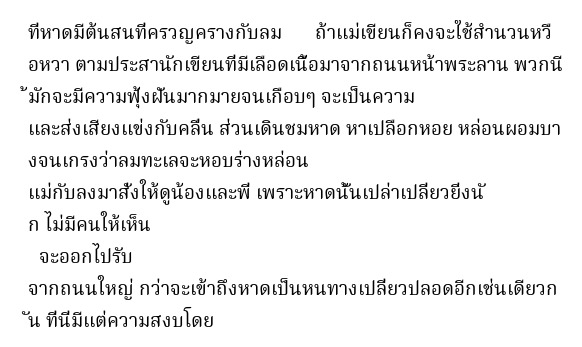 ที่หาดมีต้นสนที่ครวญครางกับลม ถ้าแม่เขียนก็คงจะใช้สำนวนหวื
อหวา ตามประสานักเขียนที่มีเลือดเนื้อมาจากถนนหน้าพระลาน พวกนี
้มักจะมีความฟุ้งฝันมากมายจนเกือบๆ จะเป็นความ
และส่งเสียงแข่งกับคลื่น ส่วนเดินชมหาด หาเปลือกหอย หล่อนผอมบา
งจนเกรงว่าลมทะเลจะหอบร่างหล่อน
แม่กับลงมาสั่งให้ดูน้องและพี่ เพราะหาดนั้นเปล่าเปลี่ยวยิ่งนั
ก ไม่มีคนให้เห็น
จะออกไปรับ
จากถนนใหญ่ กว่าจะเข้าถึงหาดเป็นหนทางเปลี่ยวปลอดอีกเช่นเดียวก
ัน ที่นี่มีแต่ความสงบโดย